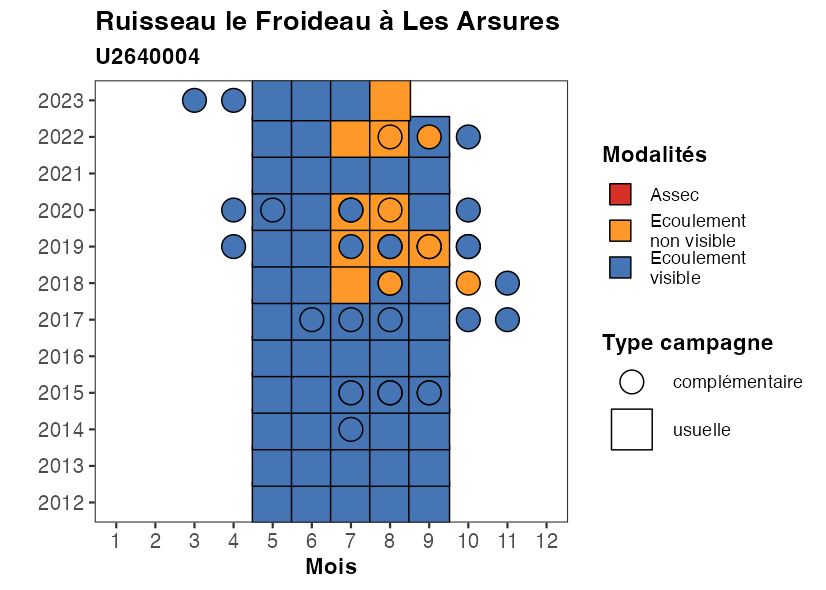 Ruisseau le Froideau à Les Arsures
U2640004
2023
2022
2021
2020
2019
2018
2017
2016
2015
2014
2013
2012
1 2 3 4 5 6 7 8 9 10 11 12
Mois
Modalités
Assec
Ecoulement
non visible
Ecoulement
visible
Type campagne
complémentaire
usuelle